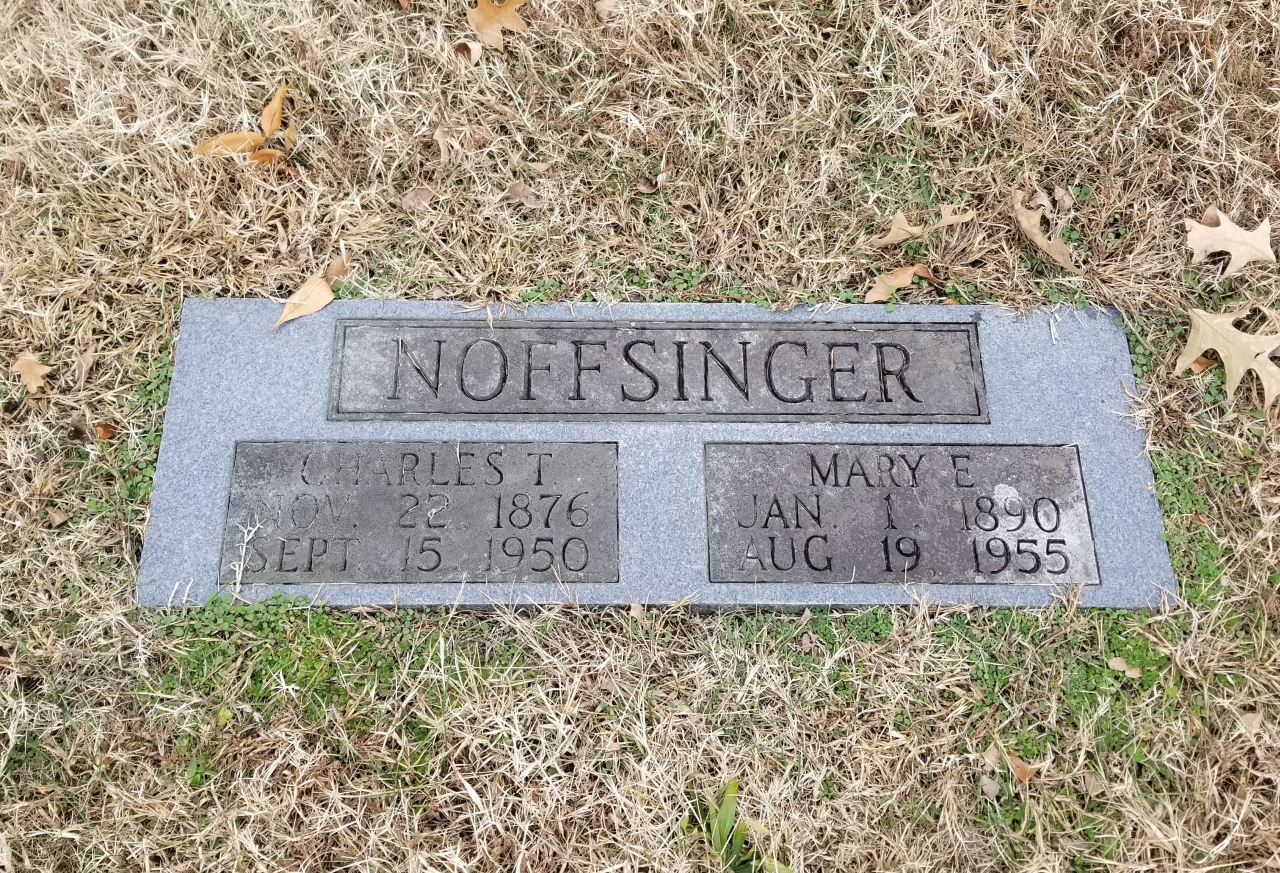 NOFFSINGER
CHARLES T.
NOV. 22 1876
SEPT. 15 1950
MARY E.
JAN. 1. 1890
AUG 19. 1955